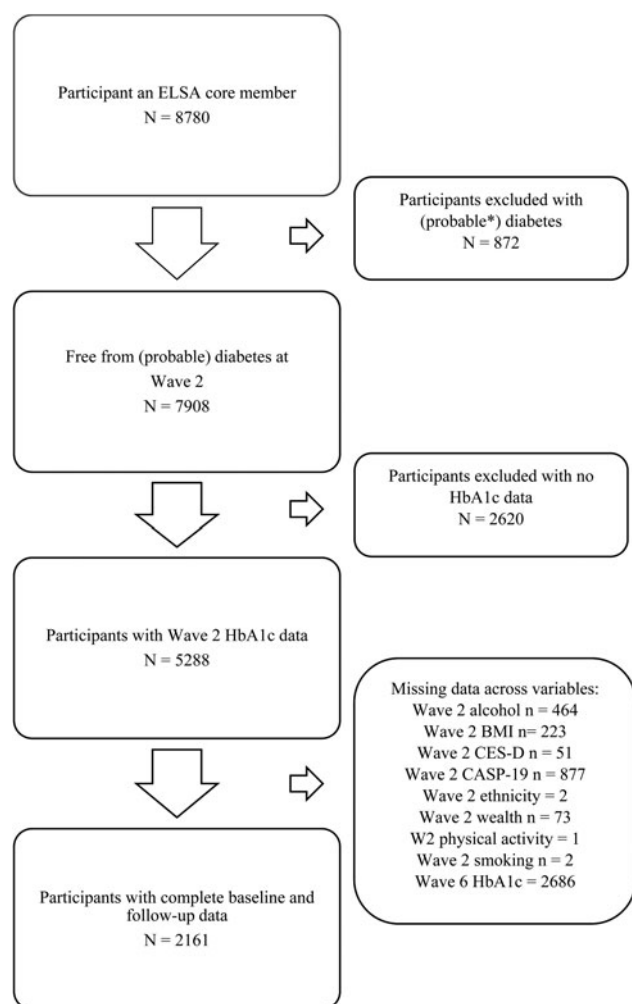 Participant an ELSA core member
N = 8780
Participants excluded with
(probable*) diabetes
N = 872
Free from (probable) diabetes at
Wave 2
N = 7908
Participants excluded with no
HbA1c data
N = 2620
Participants with Wave 2 HbA1c data
N = 5288
Missing data across variables:
Wave 2 alcohol n = 464
Wave 2 BMI n= 223
Wave 2 CES-D n = 51
Wave 2 CASP-19 n = 877
Wave 2 ethnicity = 2
Wave 2 wealth n = 73
W2 physical activity = 1
Wave 2 smoking n = 2
Wave 6 HbA1c = 2686
Participants with complete baseline and
follow-up data
N = 2161